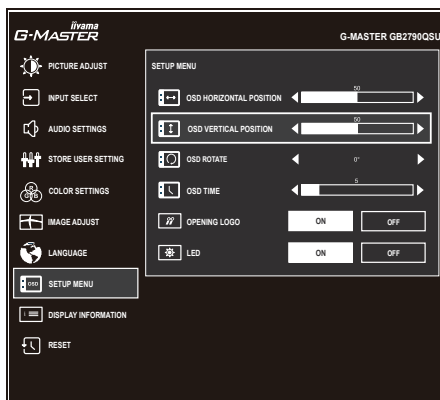 iiyama
G-MASTER
G-MASTER GB2790QSU
PICTURE ADJUST
INPUT SELECT
AUDIO SETTINGS
STORE USER SETTING
COLOR SETTINGS
R
G B
IMAGE ADJUST
LANGUAGE
OSD SETUP MENU
i DISPLAY INFORMATION
RESET
SETUP MENU
OSD HORIZONTAL POSITION 50
OSD VERTICAL POSITION 50
OSD ROTATE 0°
OSD TIME 5
OPENING LOGO ON OFF
LED ON OFF